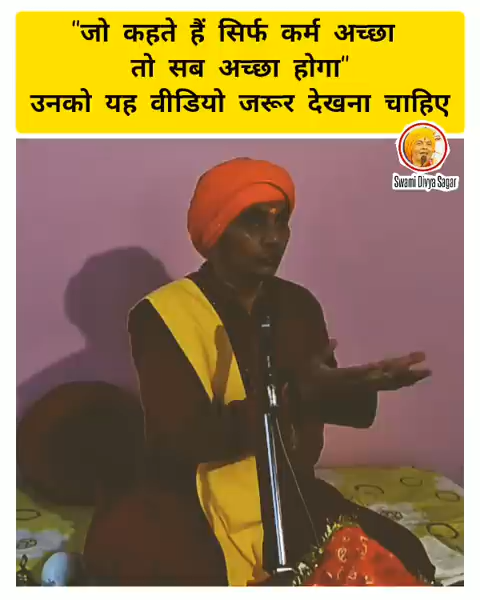 "जो कहते हैं सिर्फ कर्म अच्छा
तो सब अच्छा होगा"
उनको यह वीडियो जरूर देखना चाहिए
Swami Divya Sagar